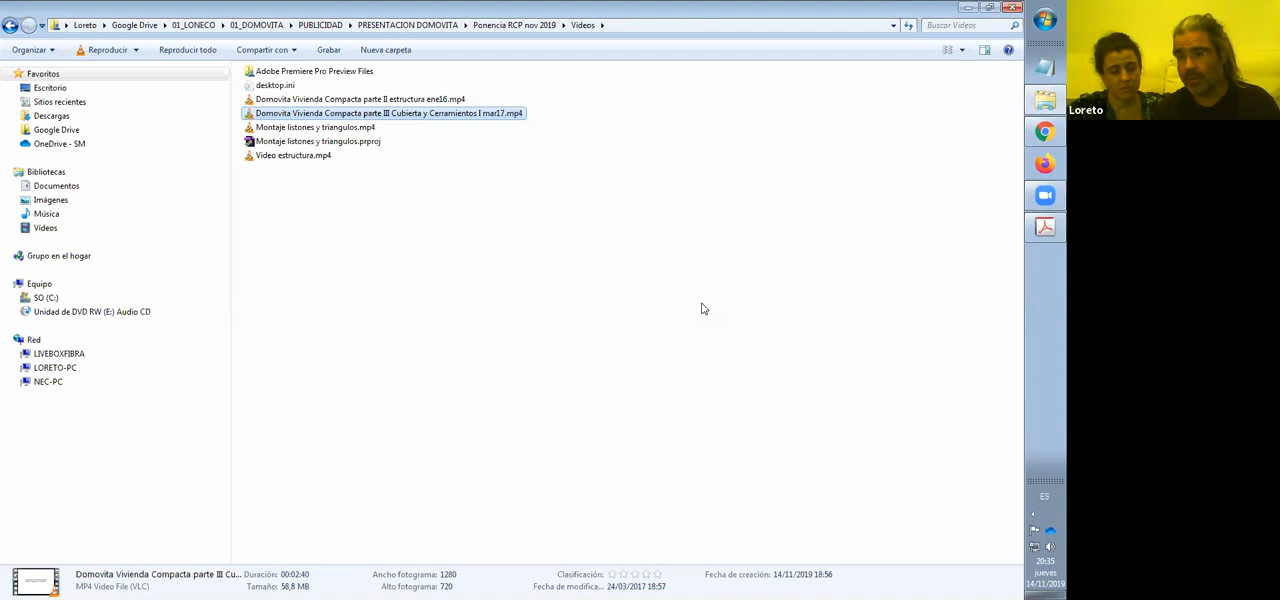 Loreto ▸ Google Drive ▸ 01_LONECO ▸ 01_DOMOVITA ▸ PUBLICIDAD ▸ PRESENTACION DOMOVITA ▸ Ponencia RCP nov 2019 ▸ Videos ▸ Buscar Videos
Organizar Reproducir Reproducir todo Compartir con Grabar Nueva carpeta
Favoritos
Escritorio
Sitios recientes
Descargas
Google Drive
OneDrive - SM
Bibliotecas
Documentos
Imágenes
Música
Vídeos
Grupo en el hogar
Equipo
SO (C:)
Unidad de DVD RW (E:) Audio CD
Red
LIVEBOXFIBRA
LORETO-PC
NEC-PC
Adobe Premiere Pro Preview Files
desktop.ini
Domovita Vivienda Compacta parte II estructura ene16.mp4
Domovita Vivienda Compacta parte III Cubierta y Cerramientos I mar17.mp4
Montaje listones y triangulos.mp4
Montaje listones y triangulos.prproj
Video estructura.mp4
Domovita Vivienda Compacta parte III Cu... Duración: 00:02:40 Ancho fotograma: 1280 Clasificación: Fecha de creación: 14/11/2019 18:56
MP4 Video File (VLC) Tamaño: 58,8 MB Alto fotograma: 720 Fecha de modifica... 24/03/2017 18:57
Loreto
ES
20:35
jueves
14/11/2019